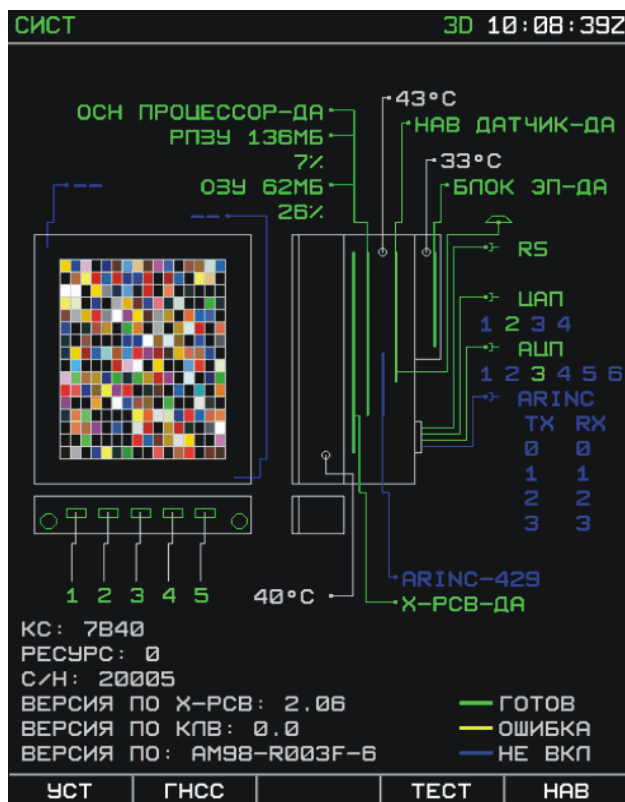 СИСТ 3D 10:08:39Z
43°C
ОСН ПРОЦЕССОР-ДА
НАВ ДАТЧИК-ДА
РПЗУ 136МБ
7%
33°C
ОЗУ 62МБ
БЛОК ЭП-ДА
26%
--
--
RS
ЦАП
1 2 3 4
АЦП
1 2 3 4 5 6
ARINC
TX RX
0 0
1 1
2 2
3 3
ARINC-429
1 2 3 4 5
40°C
X-PCB-ДА
КС: 7B40
РЕСУРС: 0
С/Н: 20005
ВЕРСИЯ ПО X-PCB: 2.06
ГОТОВ
ВЕРСИЯ ПО КПВ: 0.0
ОШИБКА
ВЕРСИЯ ПО: AM98-R003F-6
НЕ ВКЛ
УСТ ГНСС ТЕСТ НАВ